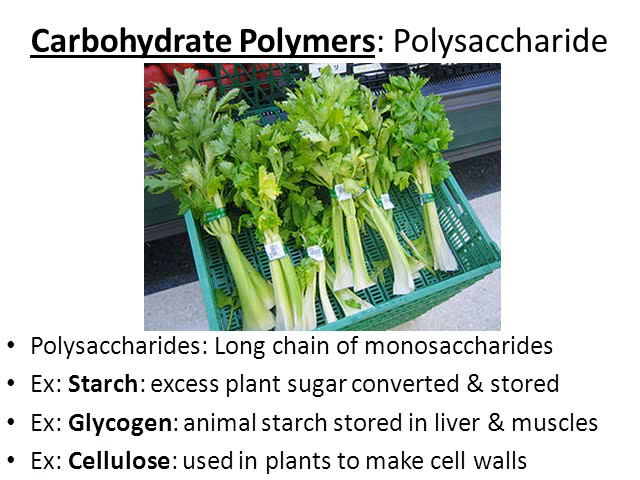 Carbohydrate Polymers: Polysaccharide
• Polysaccharides: Long chain of monosaccharides
• Ex: Starch: excess plant sugar converted & stored
• Ex: Glycogen: animal starch stored in liver & muscles
• Ex: Cellulose: used in plants to make cell walls